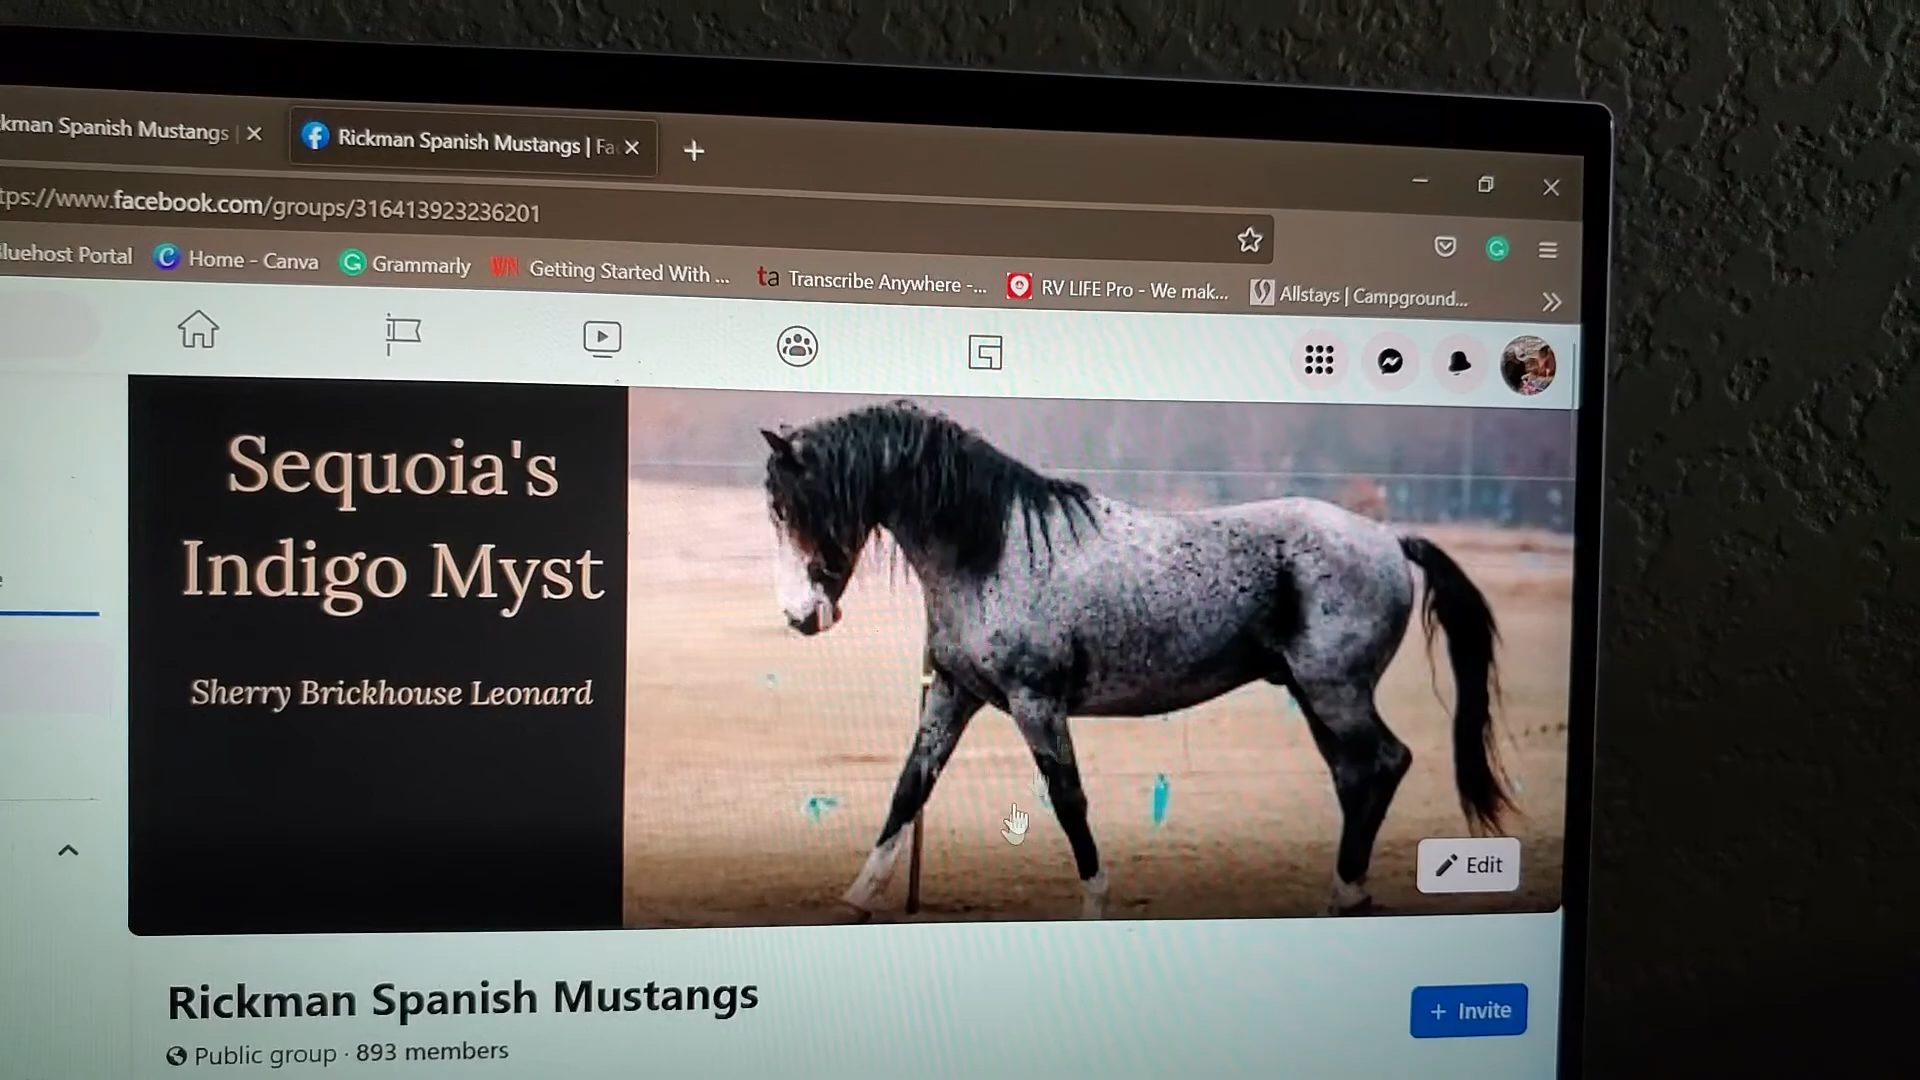 kman Spanish Mustangs
Rickman Spanish Mustangs | Fa
tps://www.facebook.com/groups/316413923236201
luehost Portal
Home - Canva
Grammarly
Getting Started With ...
ta
Transcribe Anywhere -...
RV LIFE Pro - We mak...
Allstays | Campground...
Sequoia's
Indigo Myst
Sherry Brickhouse Leonard
Edit
Rickman Spanish Mustangs
+ Invite
Public group · 893 members